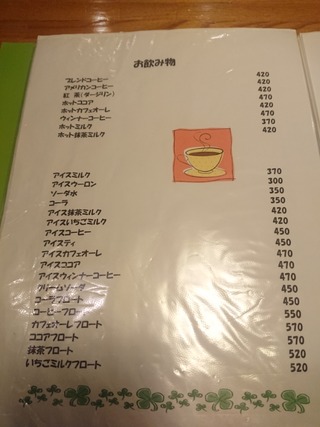 お飲み物
ブレンドコーヒー 420
アメリカンコーヒー 420
紅茶(ダージリン) 420
ホットココア 470
ホットカフェオーレ 470
ウィンナーコーヒー 470
ホットミルク 370
ホット抹茶ミルク 420
アイスミルク 370
アイスウーロン 300
ソーダ水 350
コーラ 350
アイス抹茶ミルク 420
アイスいちごミルク 420
アイスコーヒー 450
アイスティ 450
アイスカフェオーレ 470
アイスココア 470
アイスウィンナーコーヒー 470
クリームソーダ 450
コーラフロート 450
コーヒーフロート 550
カフェオーレフロート 570
ココアフロート 570
抹茶フロート 520
いちごミルクフロート 520